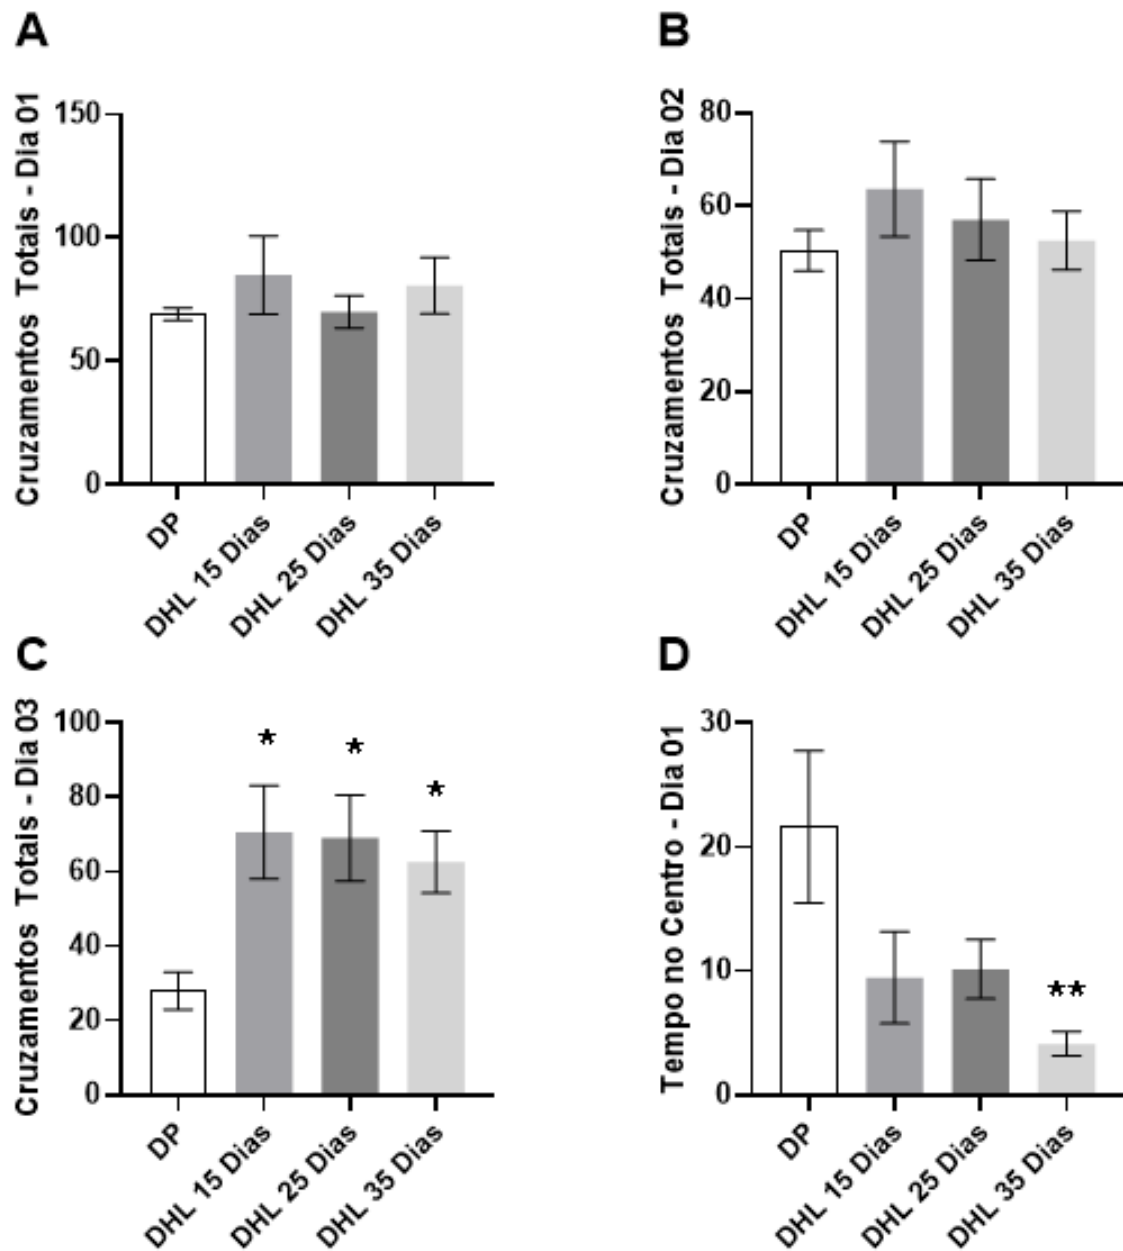 A
Cruzamentos Totais - Dia 01
150
100
50
0
DP
DHL 15 Dias
DHL 25 Dias
DHL 35 Dias
B
Cruzamentos Totais - Dia 02
80
60
40
20
0
DP
DHL 15 Dias
DHL 25 Dias
DHL 35 Dias
C
Cruzamentos Totais - Dia 03
100
80
60
40
20
0
*
*
*
DP
DHL 15 Dias
DHL 25 Dias
DHL 35 Dias
D
Tempo no Centro - Dia 01
30
20
10
0
**
DP
DHL 15 Dias
DHL 25 Dias
DHL 35 Dias